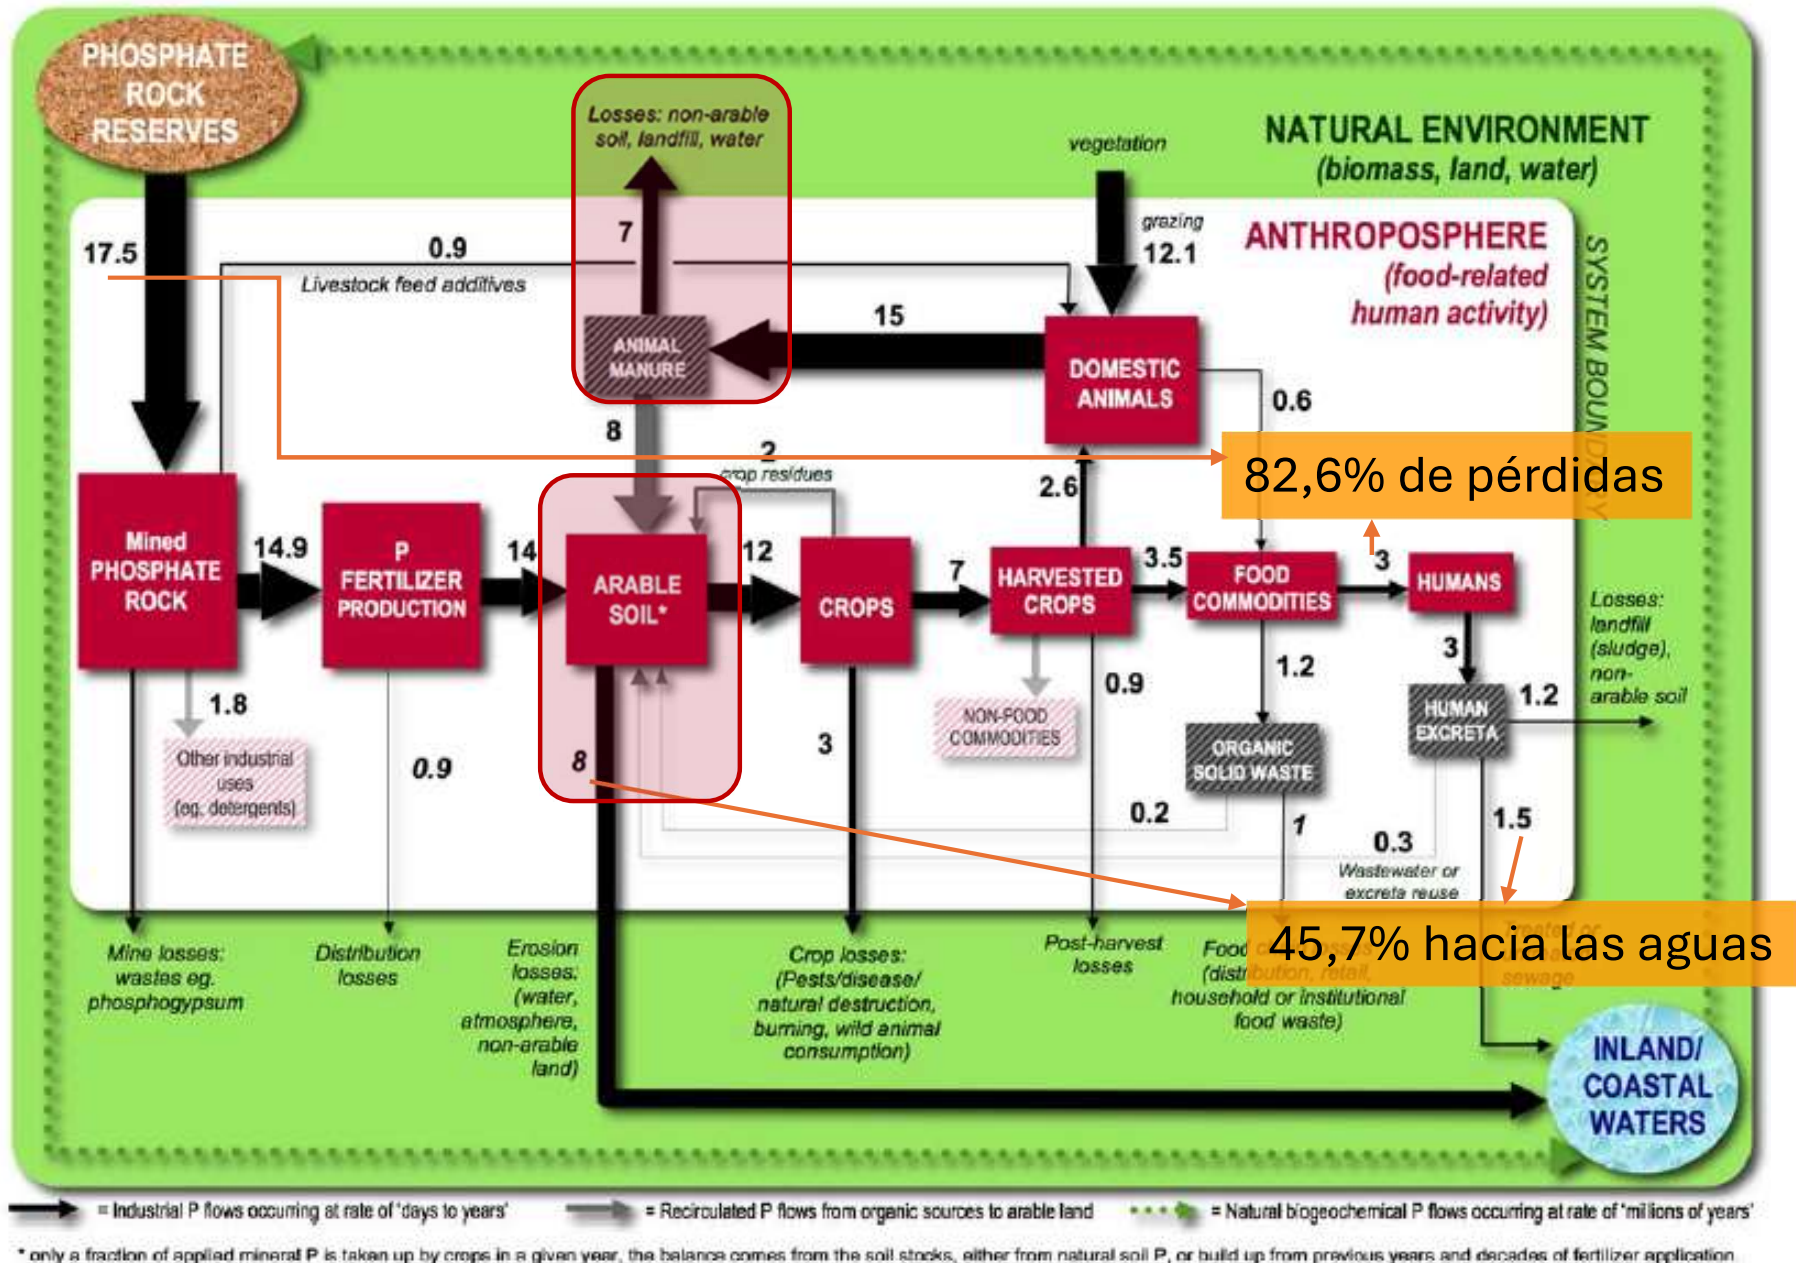 PHOSPHATE
ROCK
RESERVES
Losses: non-arable
soil, landfill, water
vegetation
NATURAL ENVIRONMENT
(biomass, land, water)
17.5
0.9
Livestock feed additives
7
grazing
12.1
ANTHROPOSPHERE
(food-related
human activity)
SYSTEM BOUNDRY
ANIMAL
MANURE
15
DOMESTIC
ANIMALS
0.6
8
2
crop residues
2.6
82,6% de pérdidas
Mined
PHOSPHATE
ROCK
14.9
P
FERTILIZER
PRODUCTION
14
ARABLE
SOIL*
12
CROPS
7
HARVESTED
CROPS
3.5
FOOD
COMMODITIES
3
HUMANS
Losses:
landfill
(sludge),
non-
arable soil
1.8
Other industrial
uses
(eg. detergents)
0.9
8
3
NON-FOOD
COMMODITIES
0.9
1.2
ORGANIC
SOLID WASTE
3
HUMAN
EXCRETA
1.2
0.2
1
0.3
Wastewater or
excreta reuse
1.5
Mine losses:
wastes eg.
phosphogypsum
Distribution
losses
Erosion
losses:
(water,
atmosphere,
non-arable
land)
Crop losses:
(Pests/disease/
natural destruction,
burning, wild animal
consumption)
Post-harvest
losses
Food
(distribution, retail,
household or institutional
food waste)
45,7% hacia las aguas
Treated or
sewage
INLAND/
COASTAL
WATERS
= Industrial P flows occurring at rate of 'days to years'
= Recirculated P flows from organic sources to arable land
= Natural biogeochemical P flows occurring at rate of 'millions of years'
* only a fraction of applied mineral P is taken up by crops in a given year, the balance comes from the soil stocks, either from natural soil P, or build up from previous years and decades of fertilizer application.